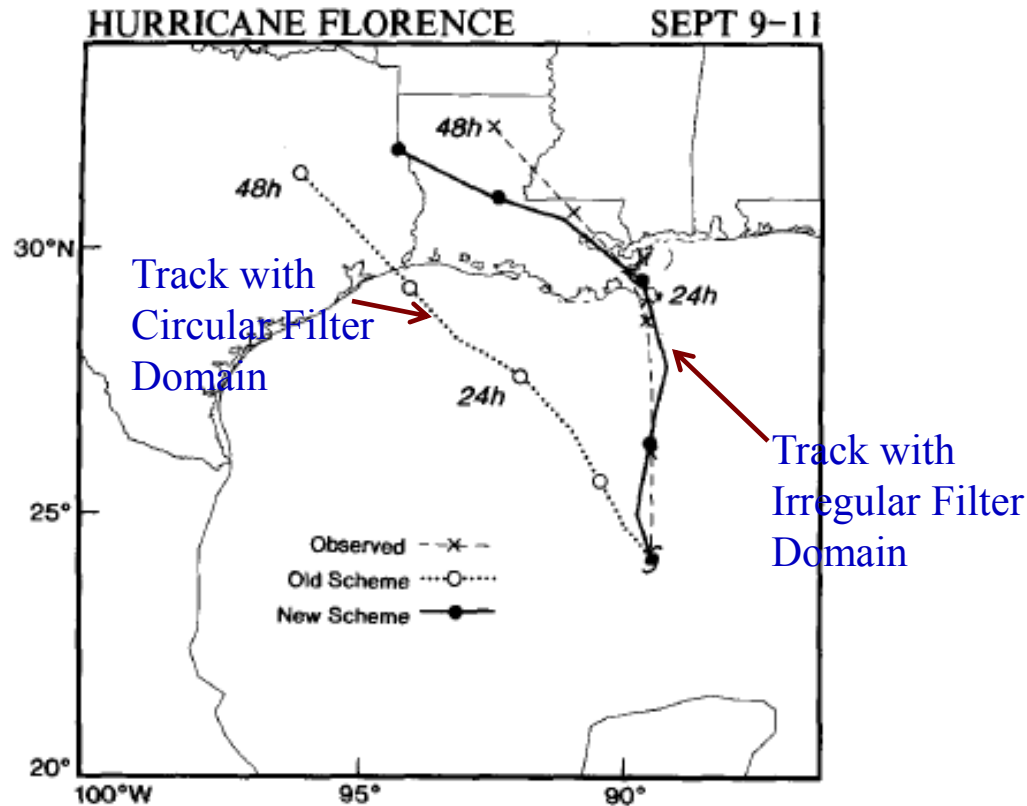 HURRICANE FLORENCE SEPT 9-11
48h
48h
30°N
Track with
Circular Filter
Domain
24h
24h
Track with
Irregular Filter
Domain
25°
Observed
Old Scheme
New Scheme
20°
100°W 95° 90°